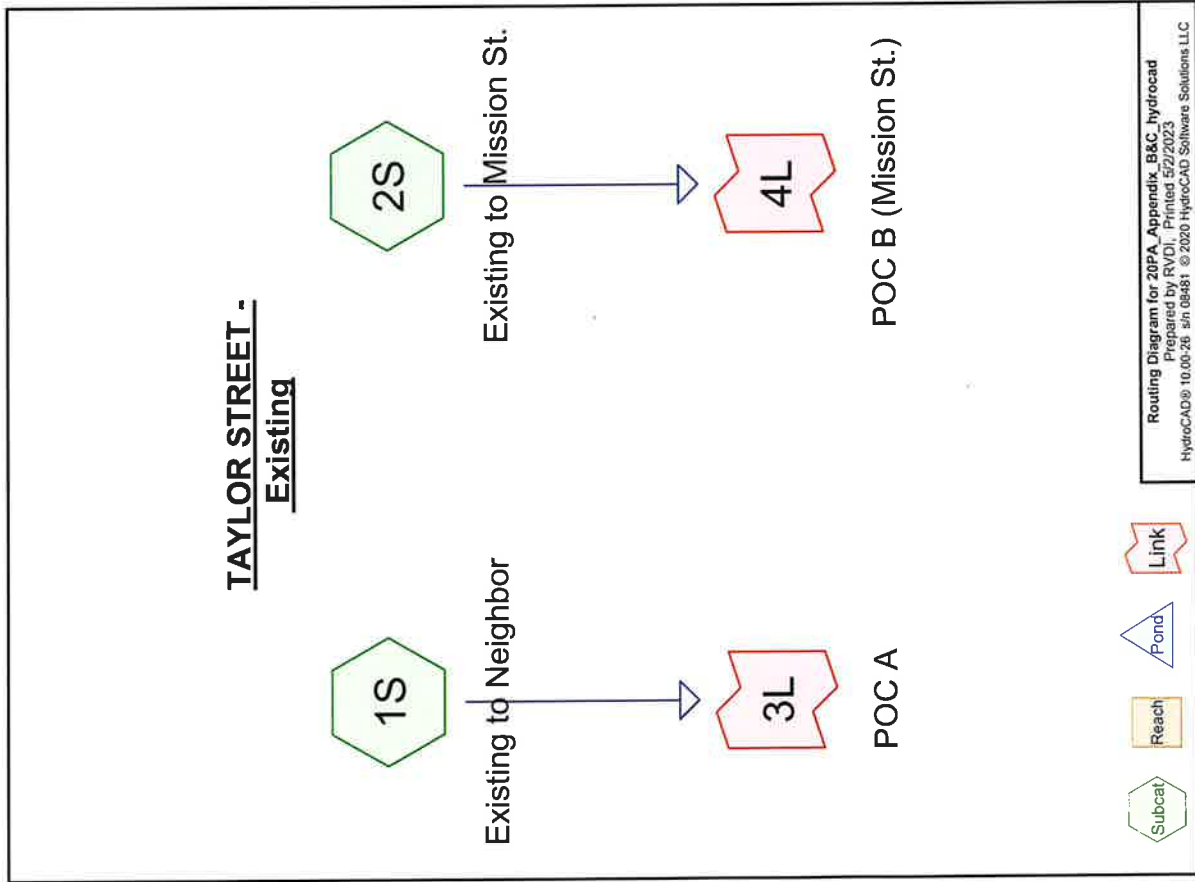 TAYLOR STREET -
Existing
1S
Existing to Neighbor
3L
POC A
2S
Existing to Mission St.
4L
POC B (Mission St.)
Subcat
Reach
Pond
Link
Routing Diagram for 20PA_Appendix_B&C_hydrocad
Prepared by RVDI, Printed 5/2/2023
HydroCAD® 10.00-26 s/n 08481 © 2020 HydroCAD Software Solutions LLC